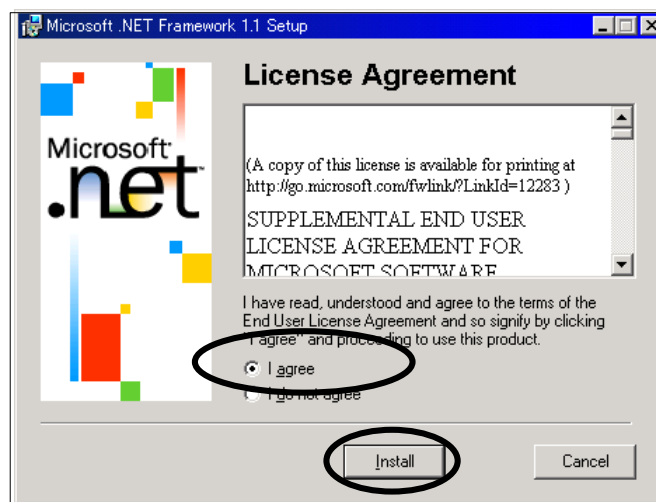 Microsoft .NET Framework 1.1 Setup
License Agreement
Microsoft
.net
(A copy of this license is available for printing at
http://go.microsoft.com/fwlink/?LinkId=12283 )
SUPPLEMENTAL END USER
LICENSE AGREEMENT FOR
MICROSOFT SOFTWARE
I have read, understood and agree to the terms of the
End User License Agreement and so signify by clicking
"I agree" and proceeding to use this product.
I agree
I do not agree
Install
Cancel